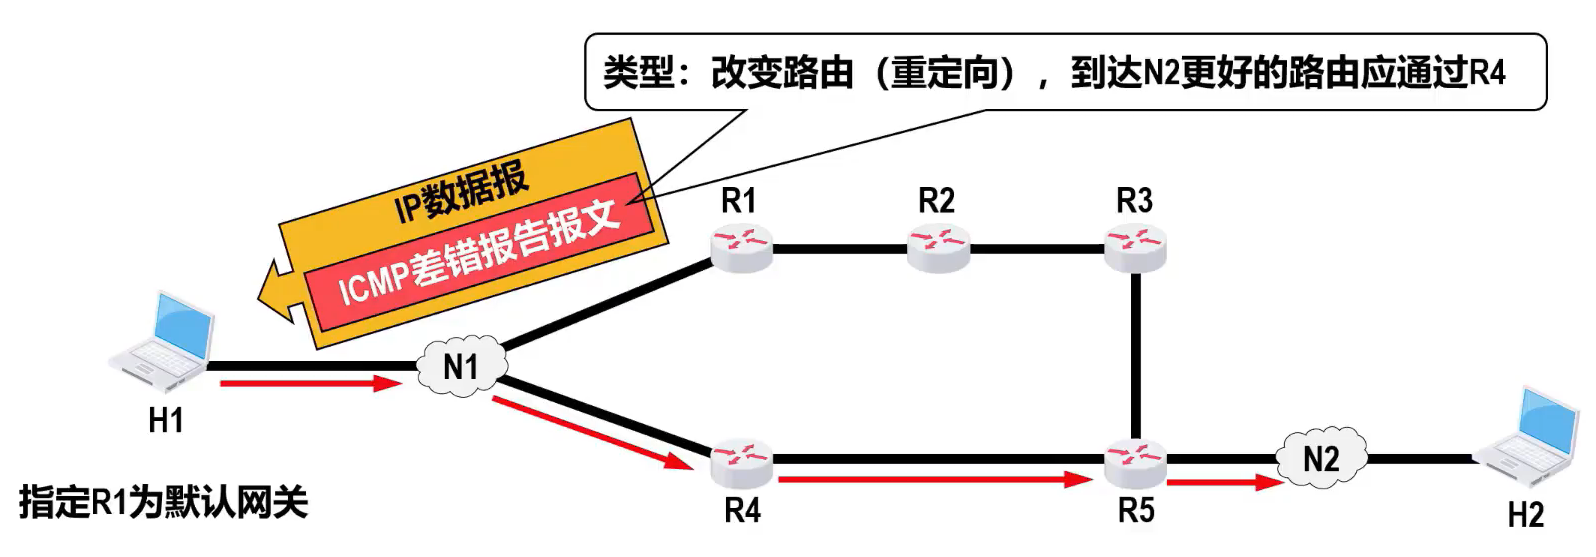 类型：改变路由（重定向），到达N2更好的路由应通过R4
IP数据报
ICMP差错报告报文
R1
R2
R3
N1
H1
R4
R5
N2
H2
指定R1为默认网关